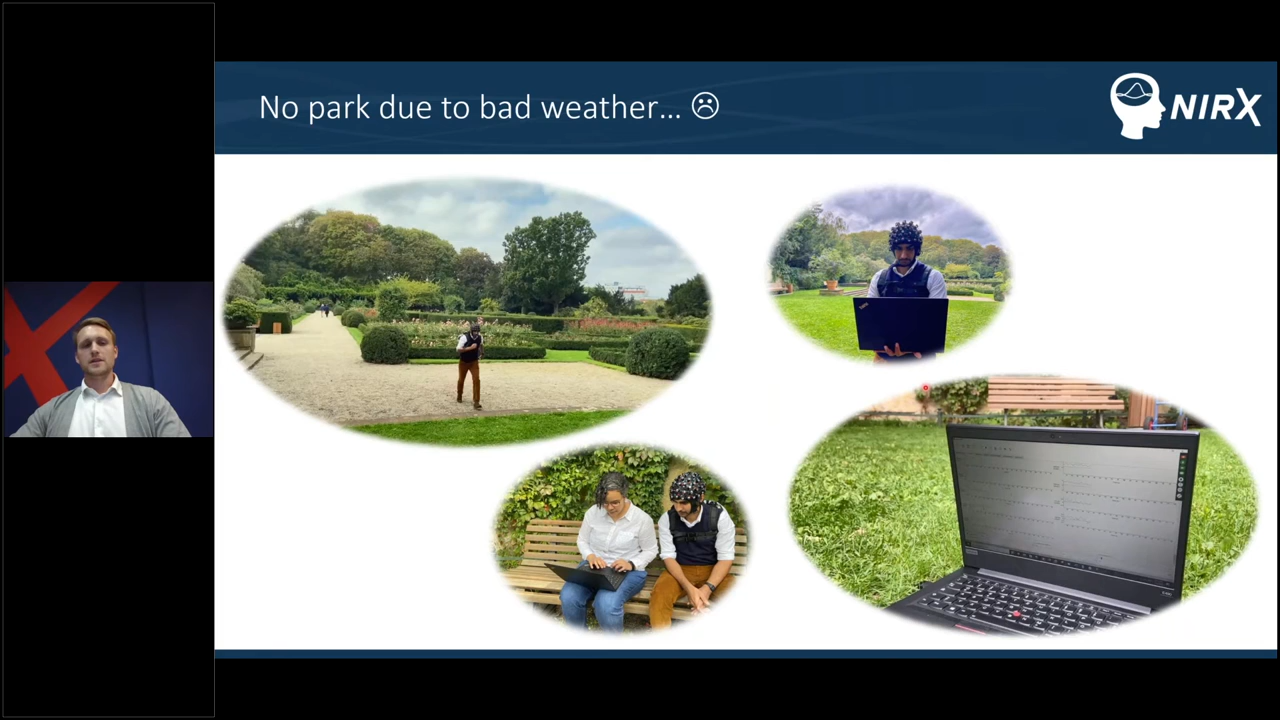 No park due to bad weather... ☹
NIRX